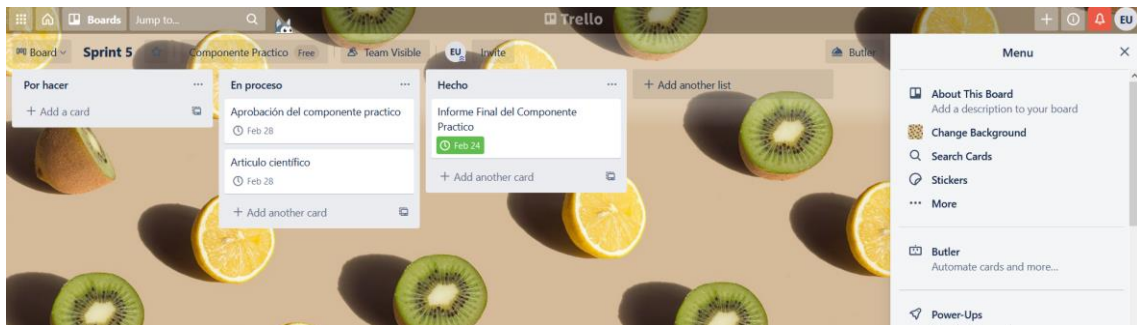 Boards
Jump to...
Trello
EU
Board
Sprint 5
Componente Practico
Free
Team Visible
EU
Invite
Butler
Por hacer
+ Add a card
En proceso
Aprobación del componente practico
Feb 28
Articulo científico
Feb 28
+ Add another card
Hecho
Informe Final del Componente
Practico
Feb 24
+ Add another card
+ Add another list
Menu
About This Board
Add a description to your board
Change Background
Search Cards
Stickers
More
Butler
Automate cards and more...
Power-Ups